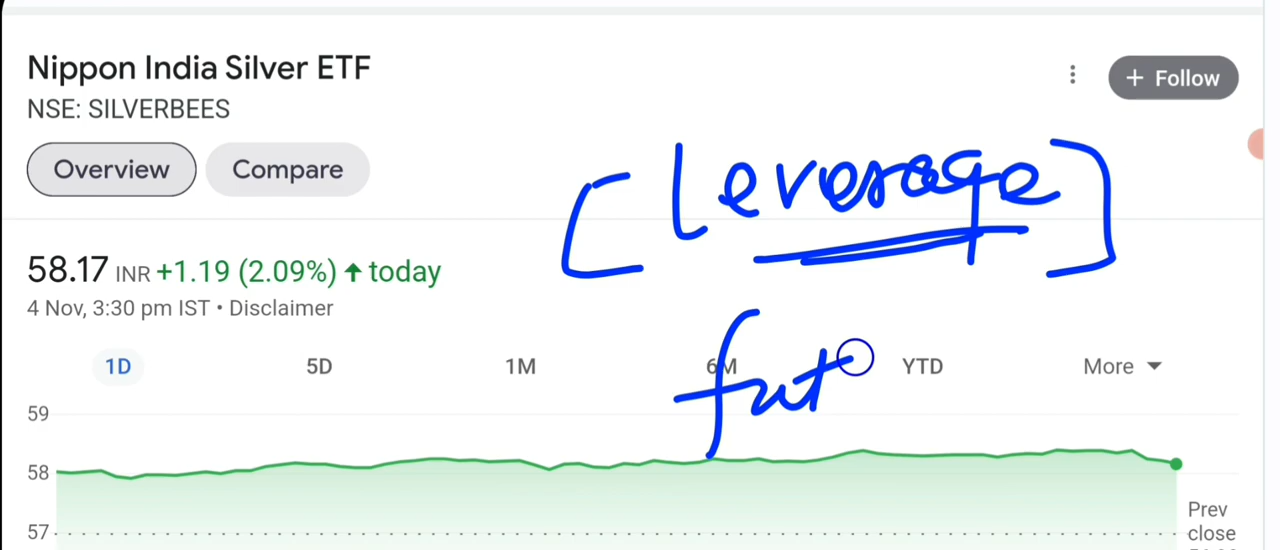 Nippon India Silver ETF
+ Follow
NSE: SILVERBEES
Overview
Compare
[Leverage]
58.17 INR +1.19 (2.09%) ↑ today
4 Nov, 3:30 pm IST • Disclaimer
fut
1D 5D 1M 6M YTD More
59
58
57
Prev
close